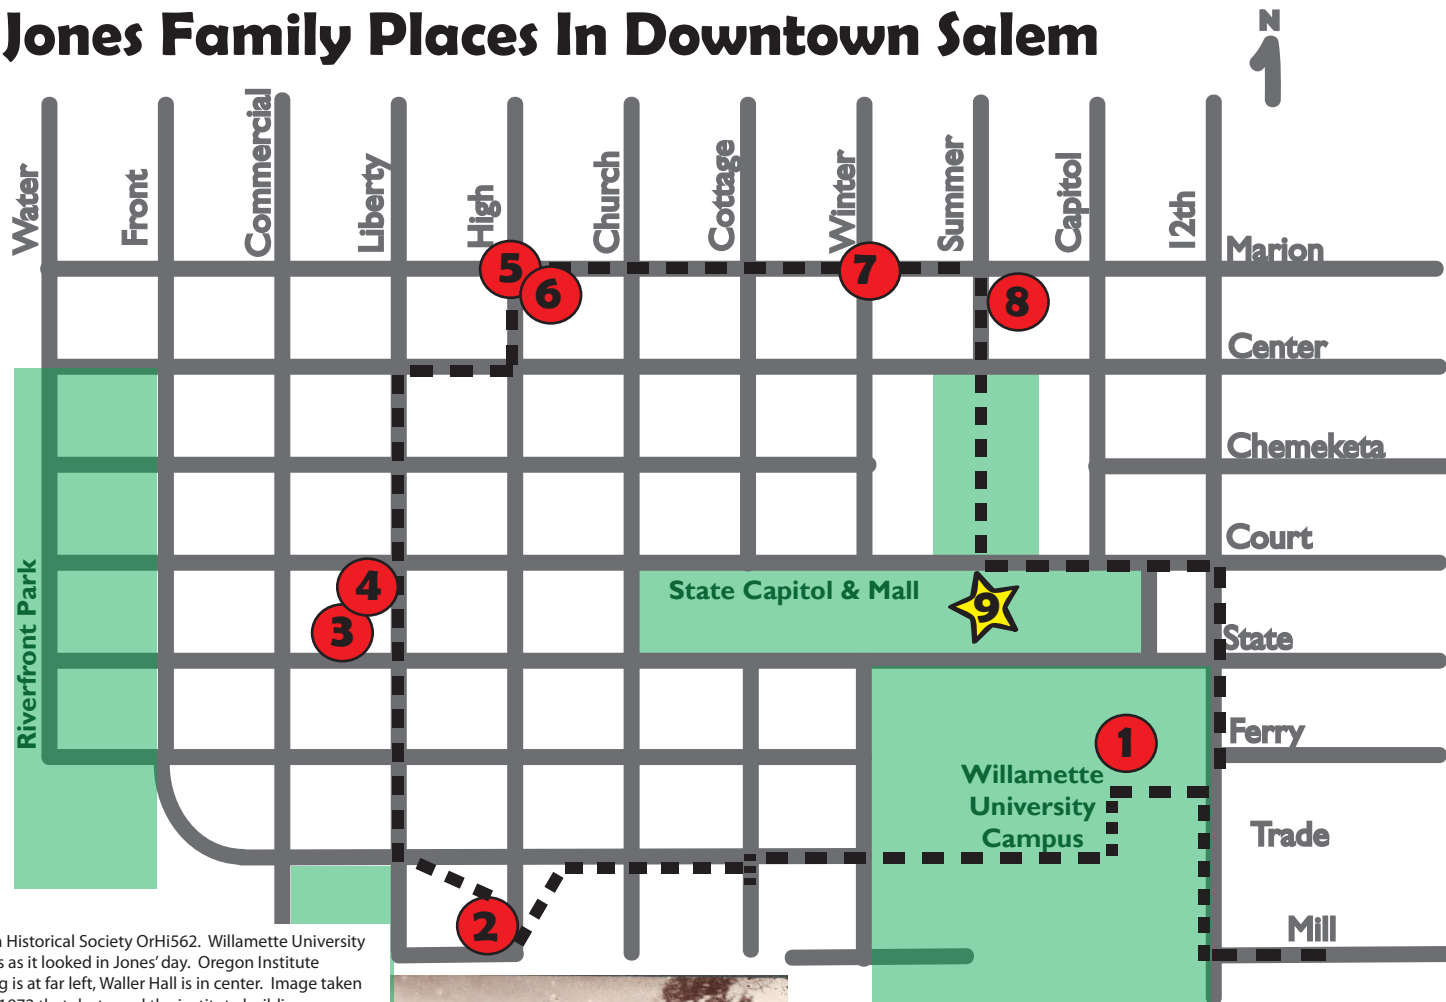 Jones Family Places In Downtown Salem
N
1
Water
Front
Commercial
Liberty
High
Church
Cottage
Winter
Summer
Capitol
12th
Marion
5
6
7
8
Center
Chemeketa
Court
Riverfront Park
4
3
State Capitol & Mall
9
State
1
Ferry
Willamette
University
Campus
Trade
2
Mill
Historical Society OrHi562. Willamette University
as it looked in Jones' day. Oregon Institute
is at far left, Waller Hall is in center. Image taken